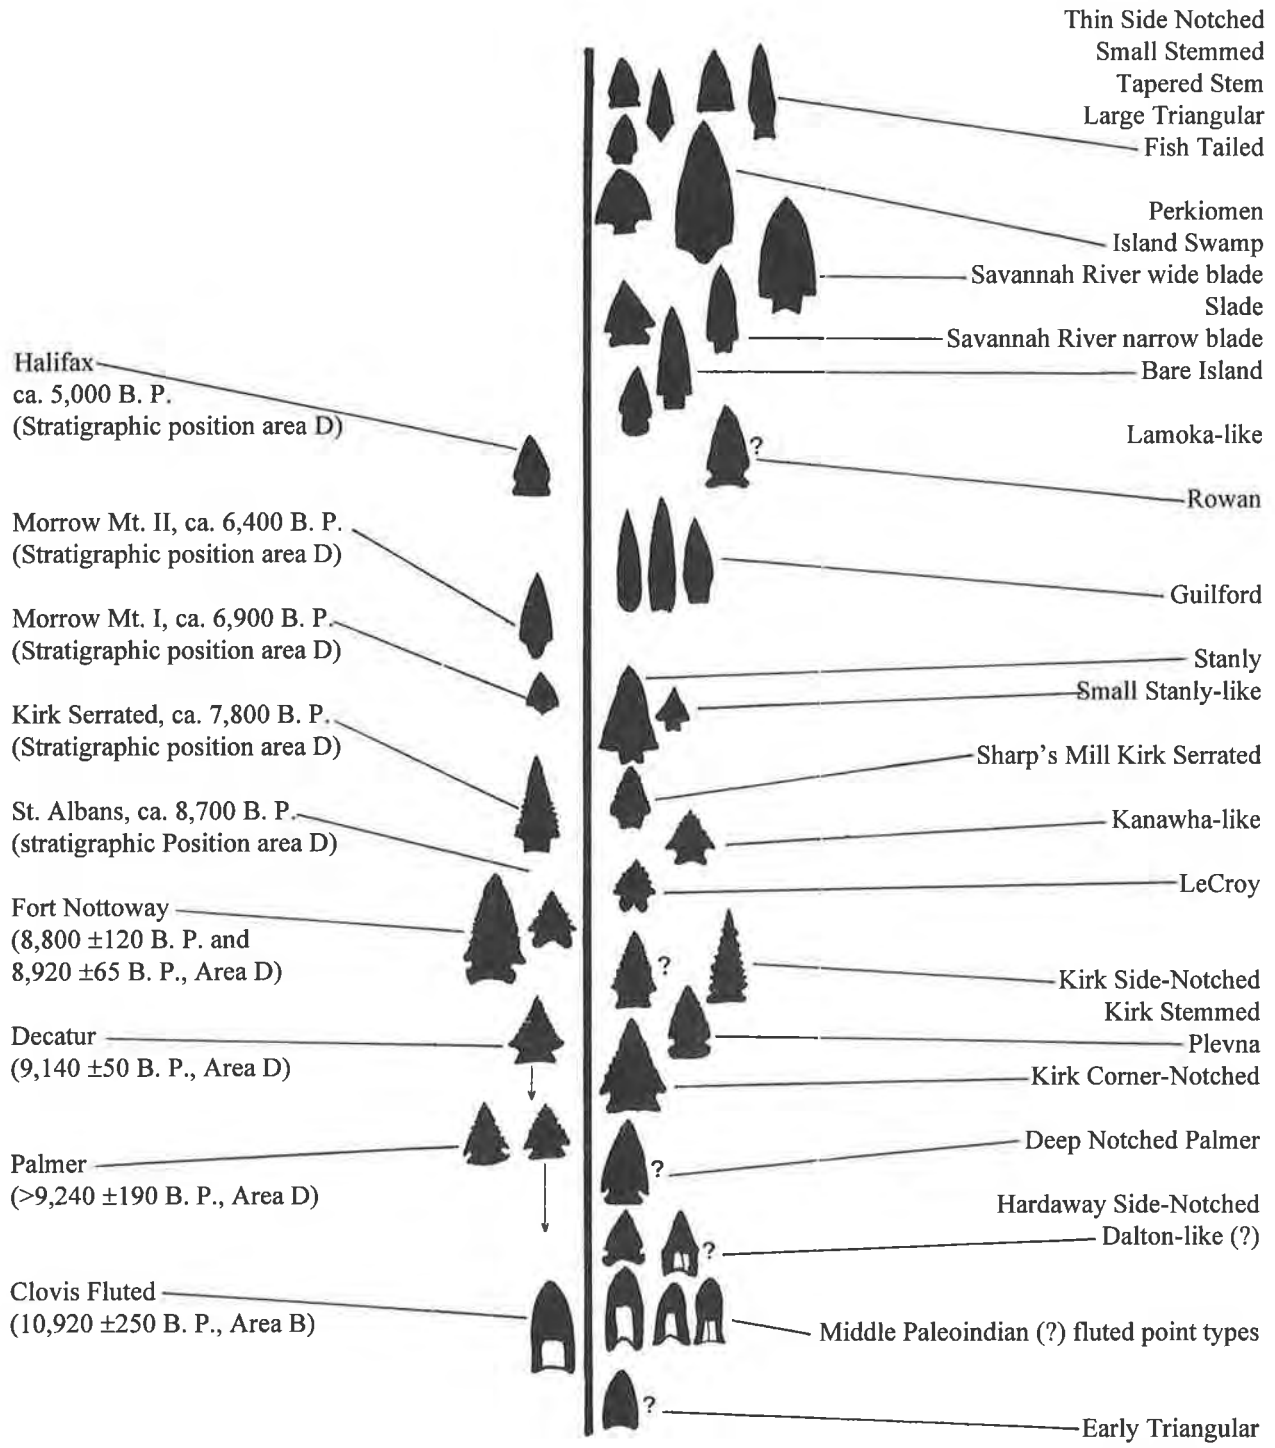 Thin Side Notched
Small Stemmed
Tapered Stem
Large Triangular
Fish Tailed
Perkiomen
Island Swamp
Savannah River wide blade
Slade
Savannah River narrow blade
Bare Island
Lamoka-like
?
Rowan
Guilford
Stanly
Small Stanly-like
Sharp's Mill Kirk Serrated
Kanawha-like
LeCroy
?
Kirk Side-Notched
Kirk Stemmed
Plevna
Kirk Corner-Notched
Deep Notched Palmer
?
Hardaway Side-Notched
Dalton-like (?)
?
Middle Paleoindian (?) fluted point types
?
Early Triangular
Halifax
ca. 5,000 B. P.
(Stratigraphic position area D)
Morrow Mt. II, ca. 6,400 B. P.
(Stratigraphic position area D)
Morrow Mt. I, ca. 6,900 B. P.
(Stratigraphic position area D)
Kirk Serrated, ca. 7,800 B. P.
(Stratigraphic position area D)
St. Albans, ca. 8,700 B. P.
(stratigraphic Position area D)
Fort Nottoway
(8,800 ±120 B. P. and
8,920 ±65 B. P., Area D)
Decatur
(9,140 ±50 B. P., Area D)
Palmer
(>9,240 ±190 B. P., Area D)
Clovis Fluted
(10,920 ±250 B. P., Area B)